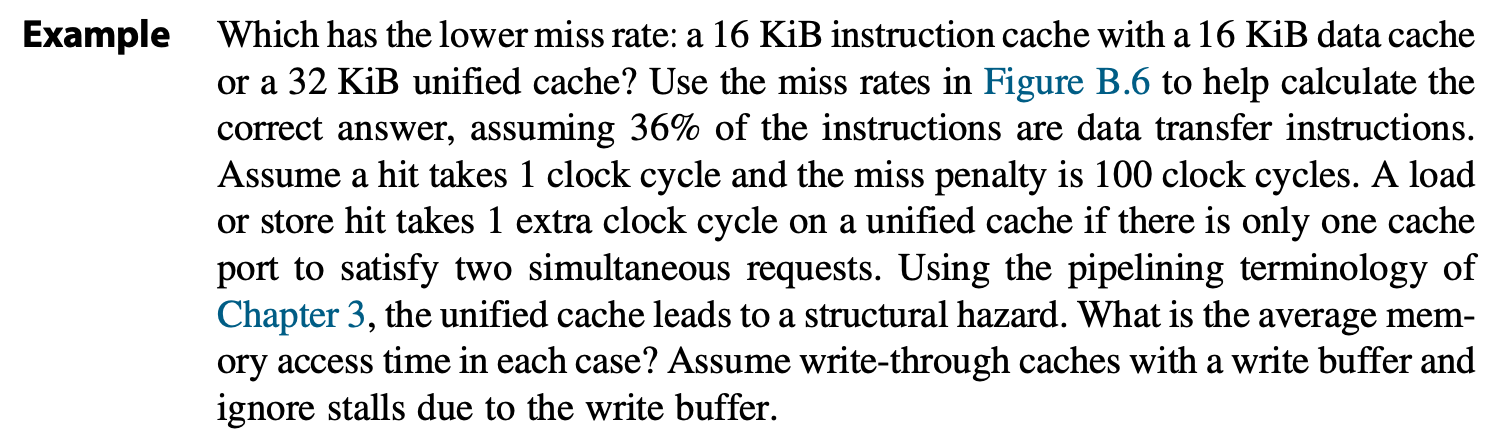 Example Which has the lower miss rate: a 16 KiB instruction cache with a 16 KiB data cache
or a 32 KiB unified cache? Use the miss rates in Figure B.6 to help calculate the
correct answer, assuming 36% of the instructions are data transfer instructions.
Assume a hit takes 1 clock cycle and the miss penalty is 100 clock cycles. A load
or store hit takes 1 extra clock cycle on a unified cache if there is only one cache
port to satisfy two simultaneous requests. Using the pipelining terminology of
Chapter 3, the unified cache leads to a structural hazard. What is the average mem-
ory access time in each case? Assume write-through caches with a write buffer and
ignore stalls due to the write buffer.